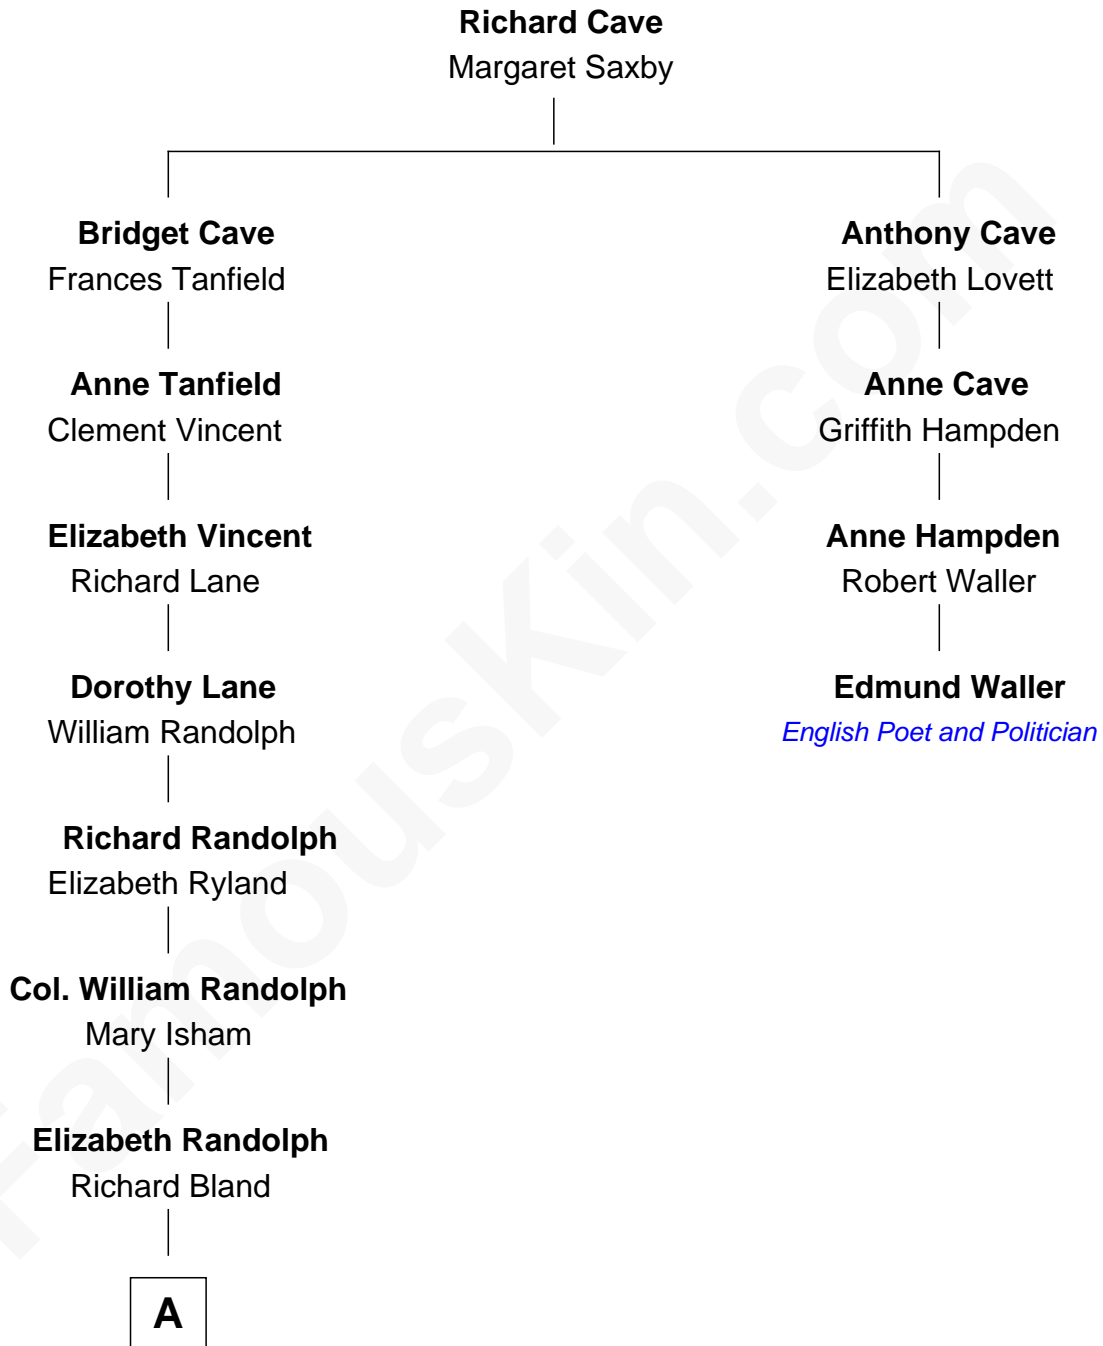 Richard Cave
Margaret Saxby
Bridget Cave
Frances Tanfield
Anthony Cave
Elizabeth Lovett
Anne Tanfield
Clement Vincent
Anne Cave
Griffith Hampden
Elizabeth Vincent
Richard Lane
Anne Hampden
Robert Waller
Dorothy Lane
William Randolph
Edmund Waller
English Poet and Politician
Richard Randolph
Elizabeth Ryland
Col. William Randolph
Mary Isham
Elizabeth Randolph
Richard Bland
A
FamousKin.com